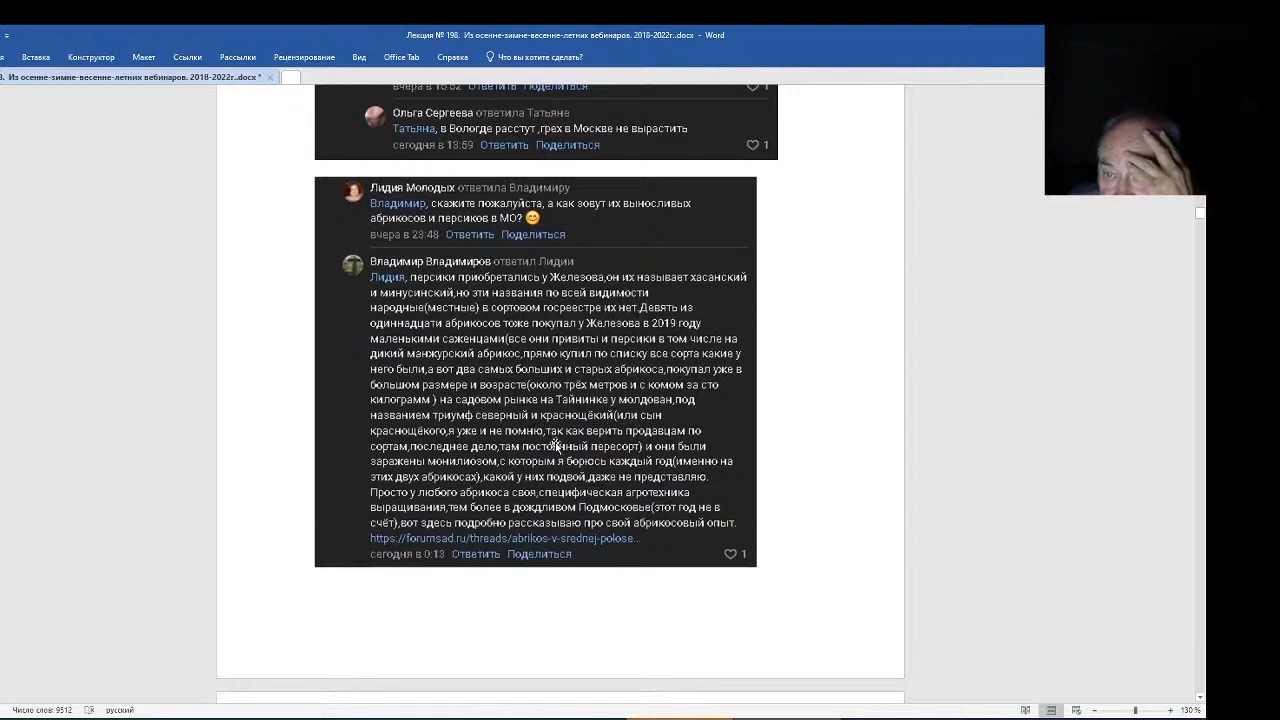 Лекция № 198. Из осенне-зимне-весенне-летних вебинаров. 2018-2022г..docx - Word
Вставка Конструктор Макет Ссылки Рассылки Рецензирование Вид Office Tab Справка Что вы хотите сделать?
8. Из осенне-зимне-весенне-летних вебинаров. 2018-2022г..docx *
вчера в 15:52 Ответить Поделиться 1
Ольга Сергеева ответила Татьяне
Татьяна, в Вологде растут ,грех в Москве не вырастить
сегодня в 13:59 Ответить Поделиться 1
Лидия Молодых ответила Владимиру
Владимир, скажите пожалуйста, а как зовут их выносливых
абрикосов и персиков в МО? 😊
вчера в 23:48 Ответить Поделиться
Владимир Владимиров ответил Лидии
Лидия, персики приобретались у Железова,он их называет хасанский
и минусинский,но эти названия по всей видимости
народные(местные) в сортовом госреестре их нет.Девять из
одиннадцати абрикосов тоже покупал у Железова в 2019 году
маленькими саженцами(все они привиты и персики в том числе на
дикий манжурский абрикос,прямо купил по списку все сорта какие у
него были,а вот два самых больших и старых абрикоса,покупал уже в
большом размере и возрасте(около трёх метров и с комом за сто
килограмм ) на садовом рынке на Тайнинке у молдован,под
названием триумф северный и краснощёкий(или сын
краснощёкого,я уже и не помню,так как верить продавцам по
сортам,последнее дело,там постоянный пересорт) и они были
заражены монилиозом,с которым я борюсь каждый год(именно на
этих двух абрикосах),какой у них подвой,даже не представляю.
Просто у любого абрикоса своя,специфическая агротехника
выращивания,тем более в дождливом Подмосковье(этот год не в
счёт),вот здесь подробно рассказываю про свой абрикосовый опыт.
https://forumsad.ru/threads/abrikos-v-srednej-polose...
сегодня в 0:13 Ответить Поделиться 1
Число слов: 9512 русский 130 %